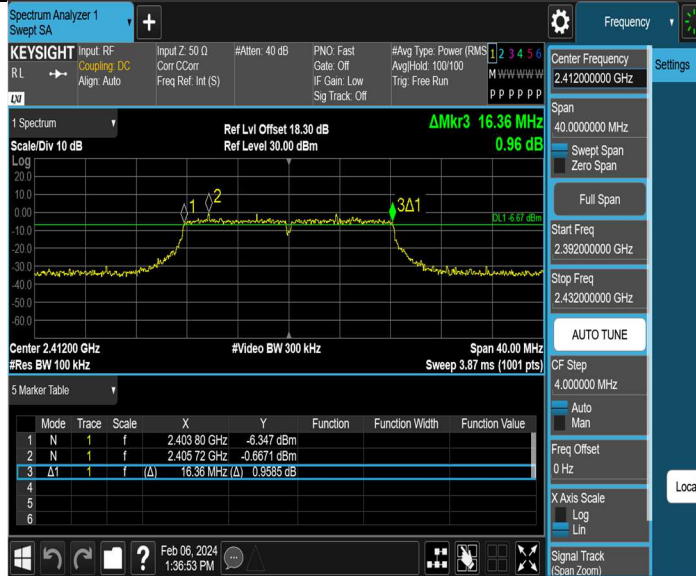 Spectrum Analyzer 1
Swept SA
+
Frequency
KEYSIGHT
RL
LXI
Input: RF
Coupling: DC
Align: Auto
Input Z: 50 Ω
Corr CCorr
Freq Ref: Int (S)
#Atten: 40 dB
PNO: Fast
Gate: Off
IF Gain: Low
Sig Track: Off
#Avg Type: Power (RMS
Avg|Hold: 100/100
Trig: Free Run
1 2 3 4 5 6
M W W W W W
P P P P P P
1 Spectrum
Scale/Div 10 dB
Log
Ref Lvl Offset 18.30 dB
Ref Level 30.00 dBm
ΔMkr3 16.36 MHz
0.96 dB
20.0
10.0
0.00
-10.0
-20.0
-30.0
-40.0
-50.0
-60.0
1
2
3Δ1
DL1 -6.67 dBm
Center 2.41200 GHz
#Video BW 300 kHz
Span 40.00 MHz
#Res BW 100 kHz
Sweep 3.87 ms (1001 pts)
5 Marker Table
Mode Trace Scale X Y Function Function Width Function Value
1 N 1 f 2.403 80 GHz -6.347 dBm
2 N 1 f 2.405 72 GHz -0.6671 dBm
3 Δ1 1 f (Δ) 16.36 MHz (Δ) 0.9585 dB
4
5
6
?
Feb 06, 2024
1:36:53 PM
Center Frequency
2.412000000 GHz
Settings
Span
40.0000000 MHz
Swept Span
Zero Span
Full Span
Start Freq
2.392000000 GHz
Stop Freq
2.432000000 GHz
AUTO TUNE
CF Step
4.000000 MHz
Auto
Man
Freq Offset
0 Hz
Loca
X Axis Scale
Log
Lin
Signal Track
(Span Zoom)